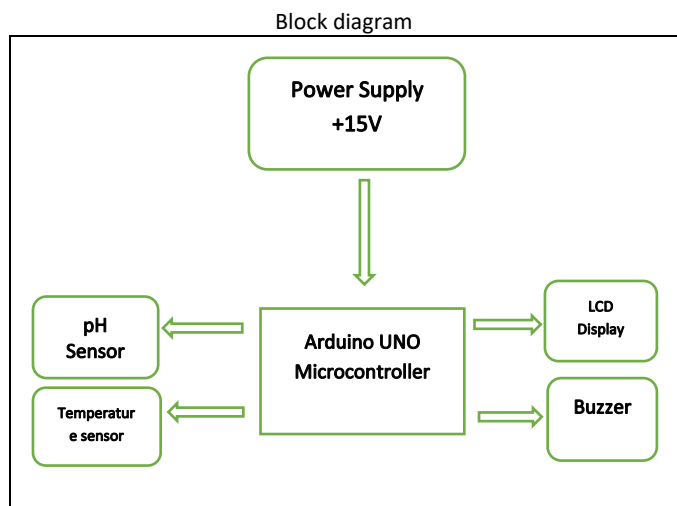 Block diagram
Power Supply
+15V
pH
Sensor
Arduino UNO
Microcontroller
LCD
Display
Temperatur
e sensor
Buzzer